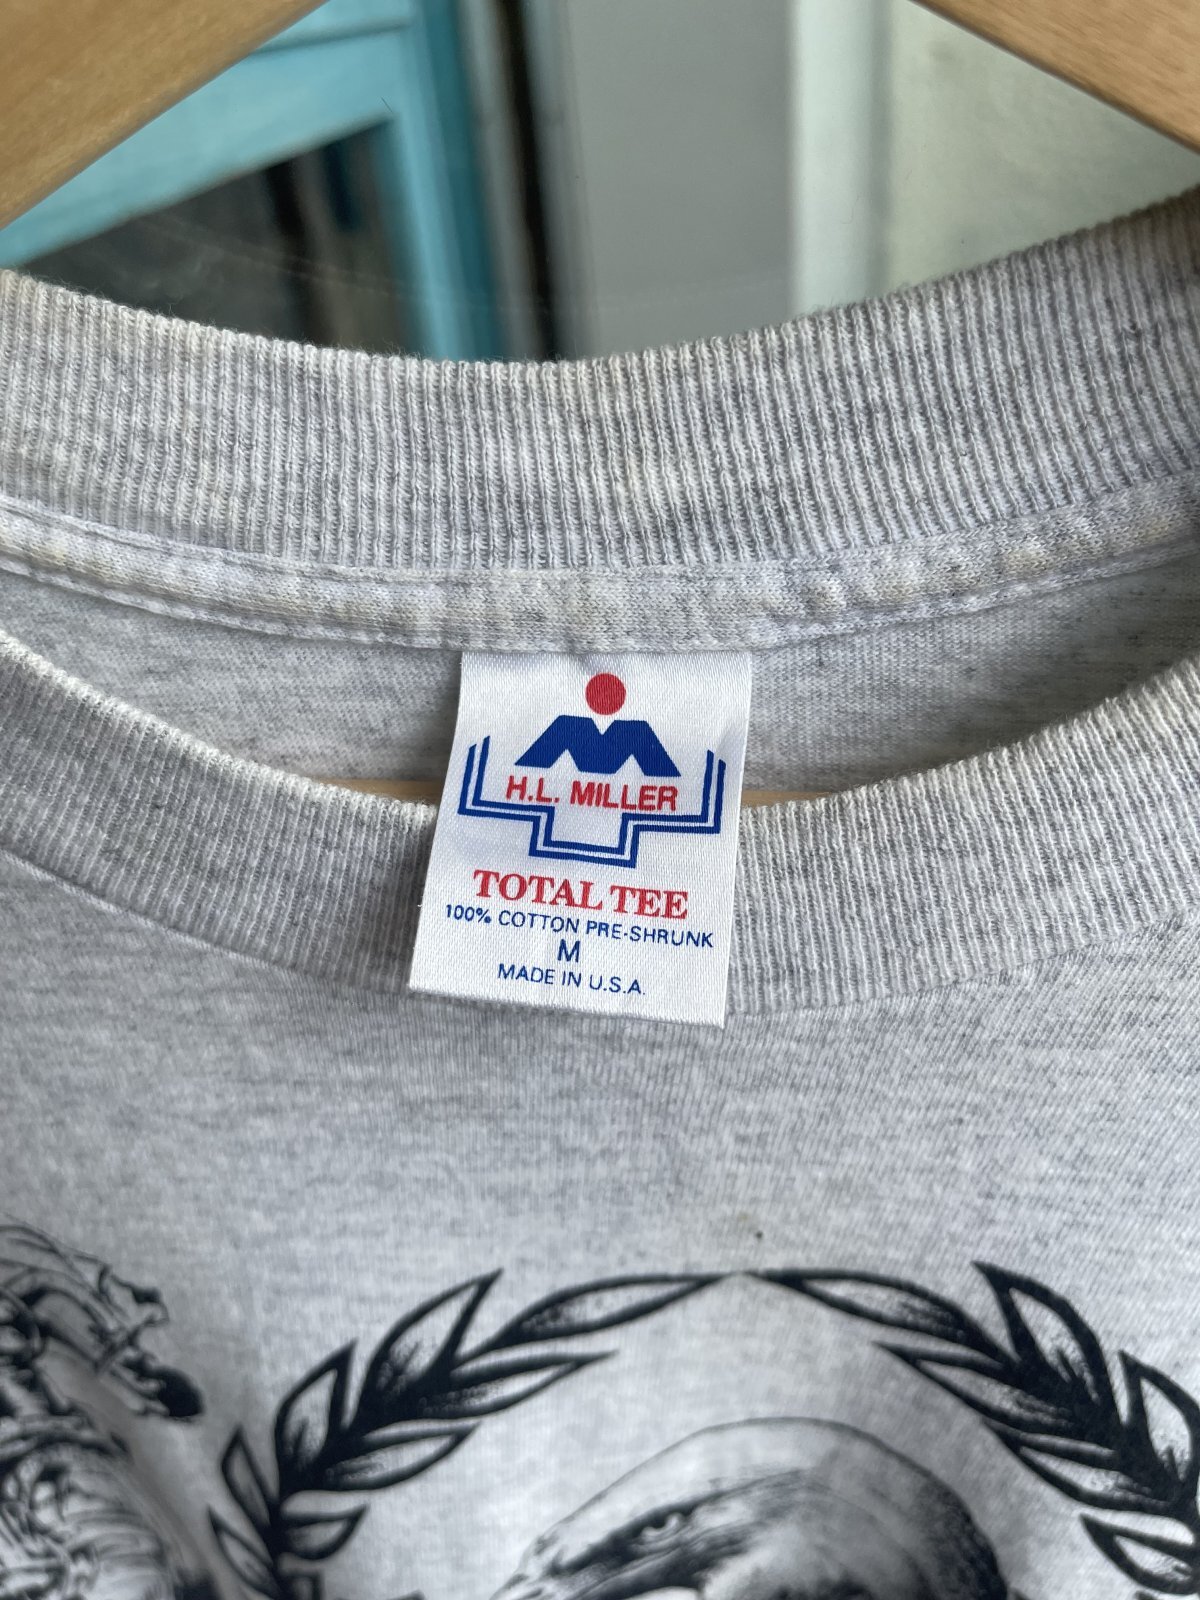 H.L. MILLER
TOTAL TEE
100% COTTON PRE-SHRUNK
M
MADE IN U.S.A.